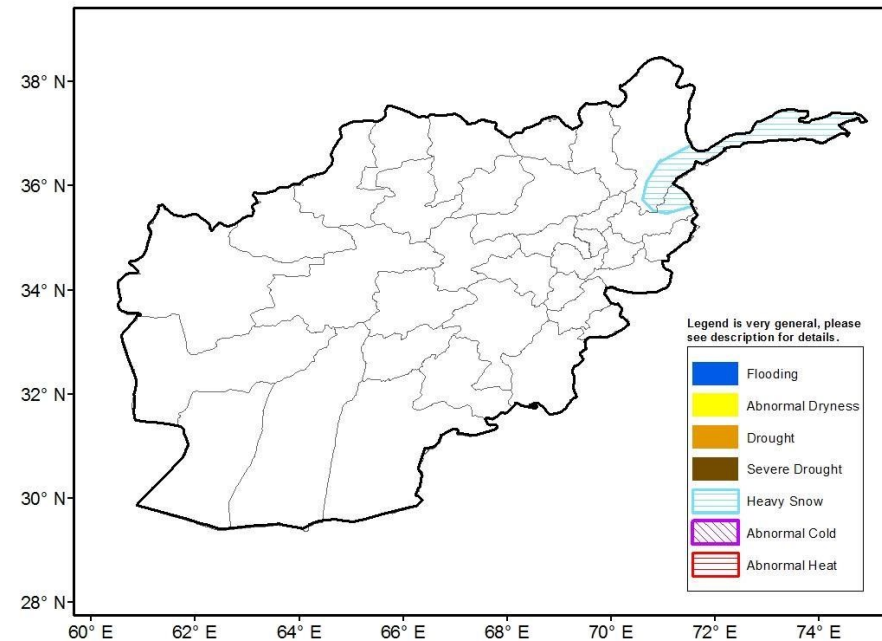 38° N
36° N
34° N
32° N
30° N
28° N
60° E
62° E
64° E
66° E
68° E
70° E
72° E
74° E
Legend is very general, please
see description for details.
Flooding
Abnormal Dryness
Drought
Severe Drought
Heavy Snow
Abnormal Cold
Abnormal Heat